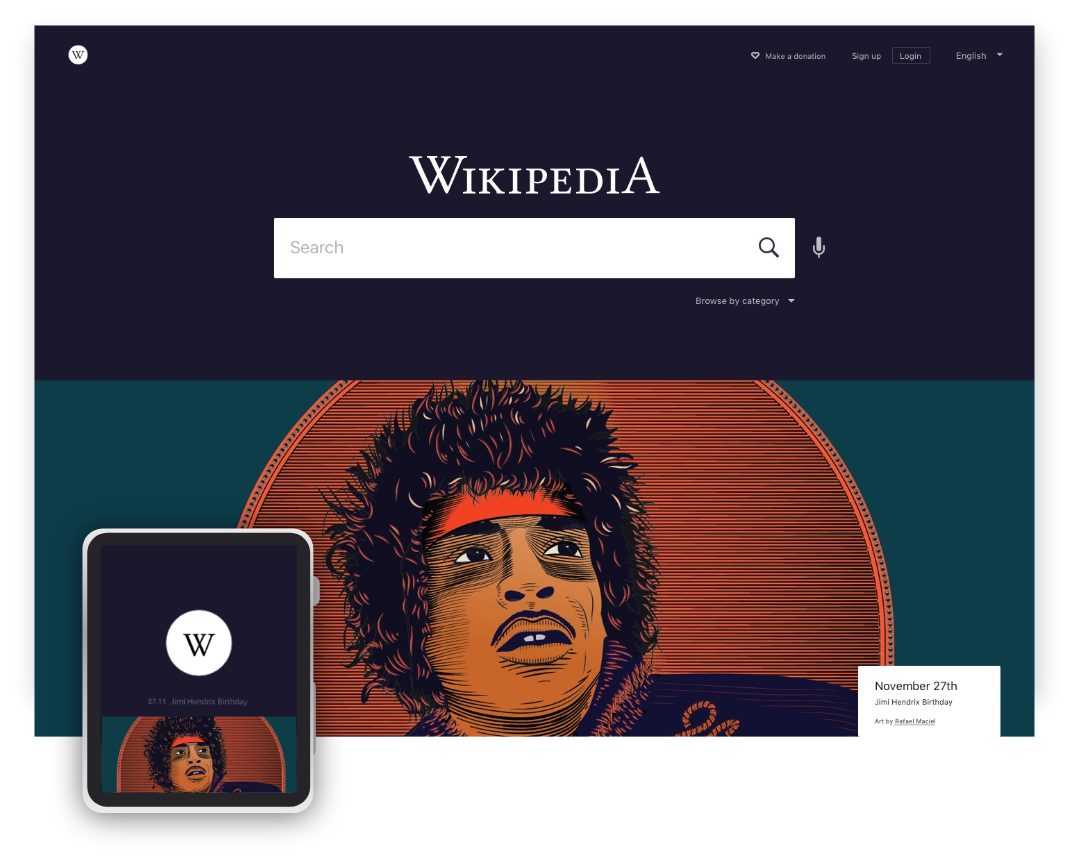 W
Make a donation
Sign up
Login
English
WIKIPEDIA
Search
Browse by category
W
27.11 Jimi Hendrix Birthday
November 27th
Jimi Hendrix Birthday
Art by Rafael Maciel